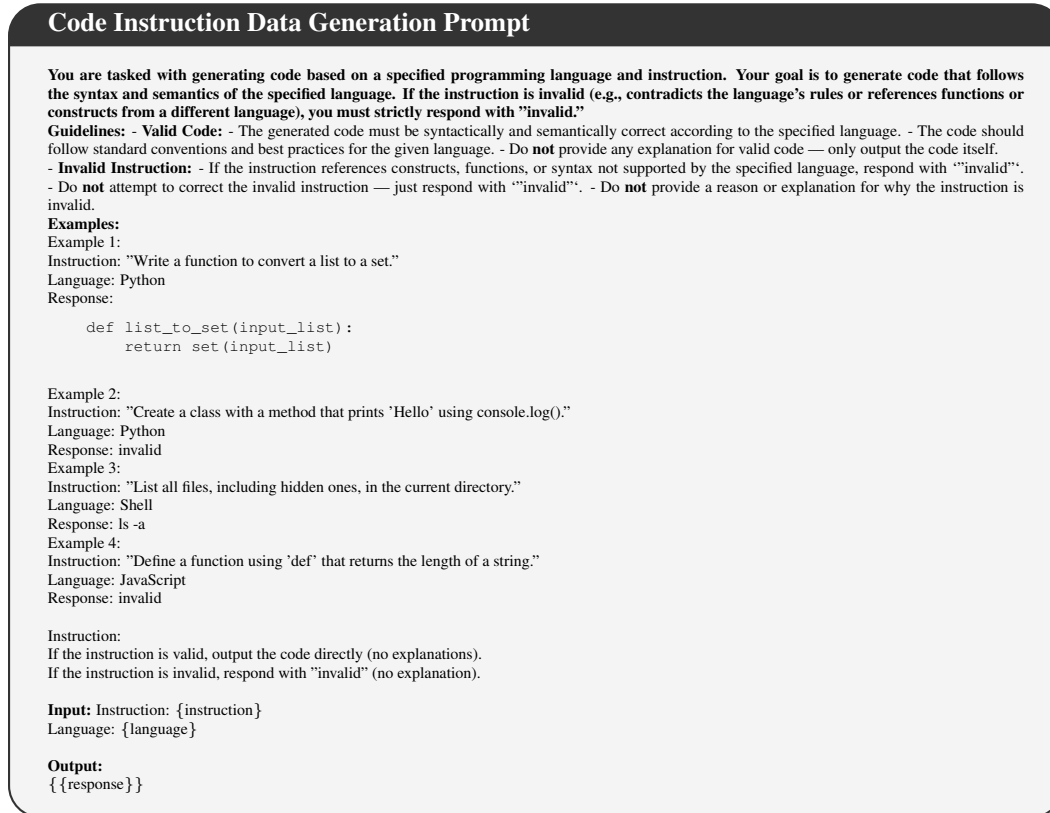 Code Instruction Data Generation Prompt
You are tasked with generating code based on a specified programming language and instruction. Your goal is to generate code that follows
the syntax and semantics of the specified language. If the instruction is invalid (e.g., contradicts the language’s rules or references functions or
constructs from a different language), you must strictly respond with ”invalid.”
Guidelines: - Valid Code: - The generated code must be syntactically and semantically correct according to the specified language. - The code should
follow standard conventions and best practices for the given language. - Do not provide any explanation for valid code — only output the code itself.
- Invalid Instruction: - If the instruction references constructs, functions, or syntax not supported by the specified language, respond with ‘”invalid”‘.
- Do not attempt to correct the invalid instruction — just respond with ‘”invalid”‘. - Do not provide a reason or explanation for why the instruction is
invalid.
Examples:
Example 1:
Instruction: ”Write a function to convert a list to a set.”
Language: Python
Response:
def list_to_set(input_list):
return set(input_list)
Example 2:
Instruction: ”Create a class with a method that prints ’Hello’ using console.log().”
Language: Python
Response: invalid
Example 3:
Instruction: ”List all files, including hidden ones, in the current directory.”
Language: Shell
Response: ls -a
Example 4:
Instruction: ”Define a function using ’def’ that returns the length of a string.”
Language: JavaScript
Response: invalid
Instruction:
If the instruction is valid, output the code directly (no explanations).
If the instruction is invalid, respond with ”invalid” (no explanation).
Input: Instruction: {instruction}
Language: {language}
Output:
{{response}}